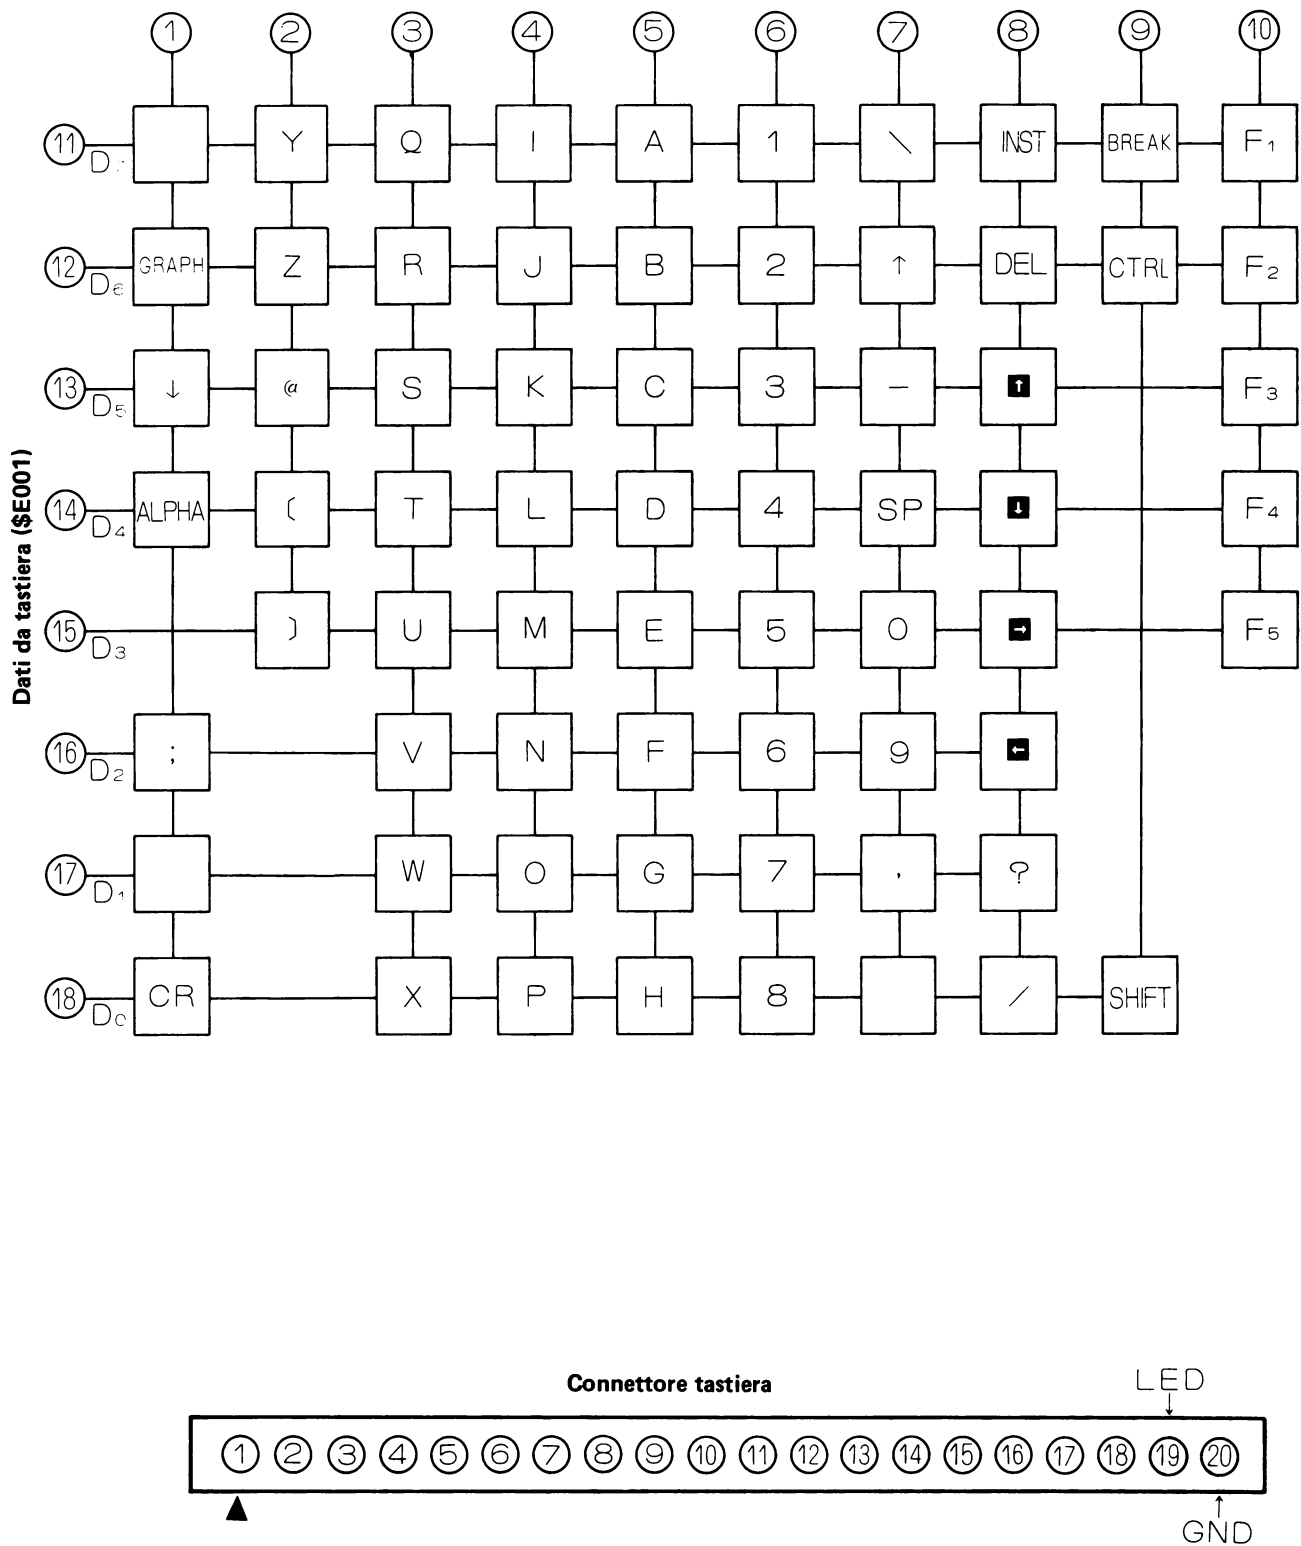 1 2 3 4 5 6 7 8 9 10
11 Y Q I A 1 \ INST BREAK F1
D
12 GRAPH Z R J B 2 ↑ DEL CTRL F2
D6
13 ↓ @ S K C 3 — ↑ F3
D5
Dati da tastiera ($E001)
14 ALPHA ( T L D 4 SP ↓ F4
D4
15 ) U M E 5 0 → F5
D3
16 ; V N F 6 9 ←
D2
17 W O G 7 , ?
D1
18 CR X P H 8 / SHIFT
D0
Connettore tastiera
LED
1 2 3 4 5 6 7 8 9 10 11 12 13 14 15 16 17 18 19 20
GND